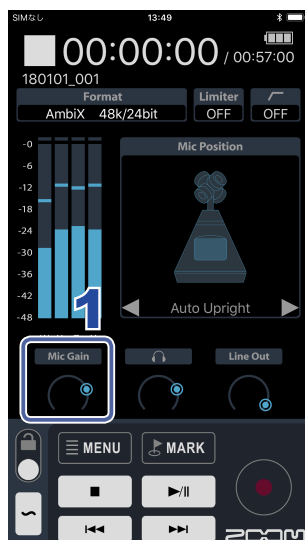 SIMなし 13:49
00:00:00 / 00:57:00
180101_001
Format Limiter
AmbiX 48k/24bit OFF OFF
Mic Position
-0
-6
-12
-18
-24
-30
-36
-42
-48
Auto Upright
1
Mic Gain Line Out
MENU MARK
ZOOM